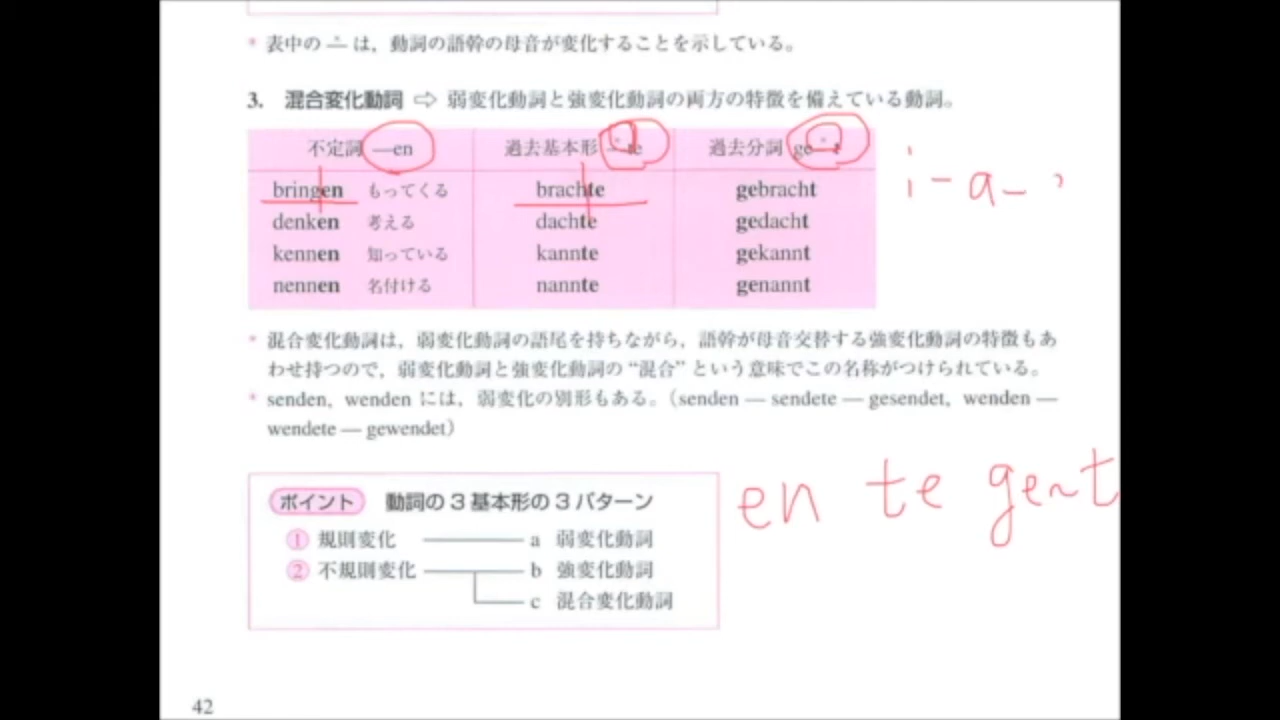 * 表中の –̈ は，動詞の語幹の母音が変化することを示している。
3. 混合変化動詞 ⇨ 弱変化動詞と強変化動詞の両方の特徴を備えている動詞。
不定詞 —en 過去基本形 –̈te 過去分詞 ge–̈t
bringen もってくる brachte gebracht
denken 考える dachte gedacht
kennen 知っている kannte gekannt
nennen 名付ける nannte genannt
i – a –
* 混合変化動詞は，弱変化動詞の語尾を持ちながら，語幹が母音交替する強変化動詞の特徴もあ
わせ持つので，弱変化動詞と強変化動詞の“混合”という意味でこの名称がつけられている。
* senden, wenden には，弱変化の別形もある。（senden — sendete — gesendet, wenden —
wendete — gewendet）
ポイント 動詞の3基本形の3パターン
① 規則変化 a 弱変化動詞
② 不規則変化 b 強変化動詞
c 混合変化動詞
en te ge~t
42